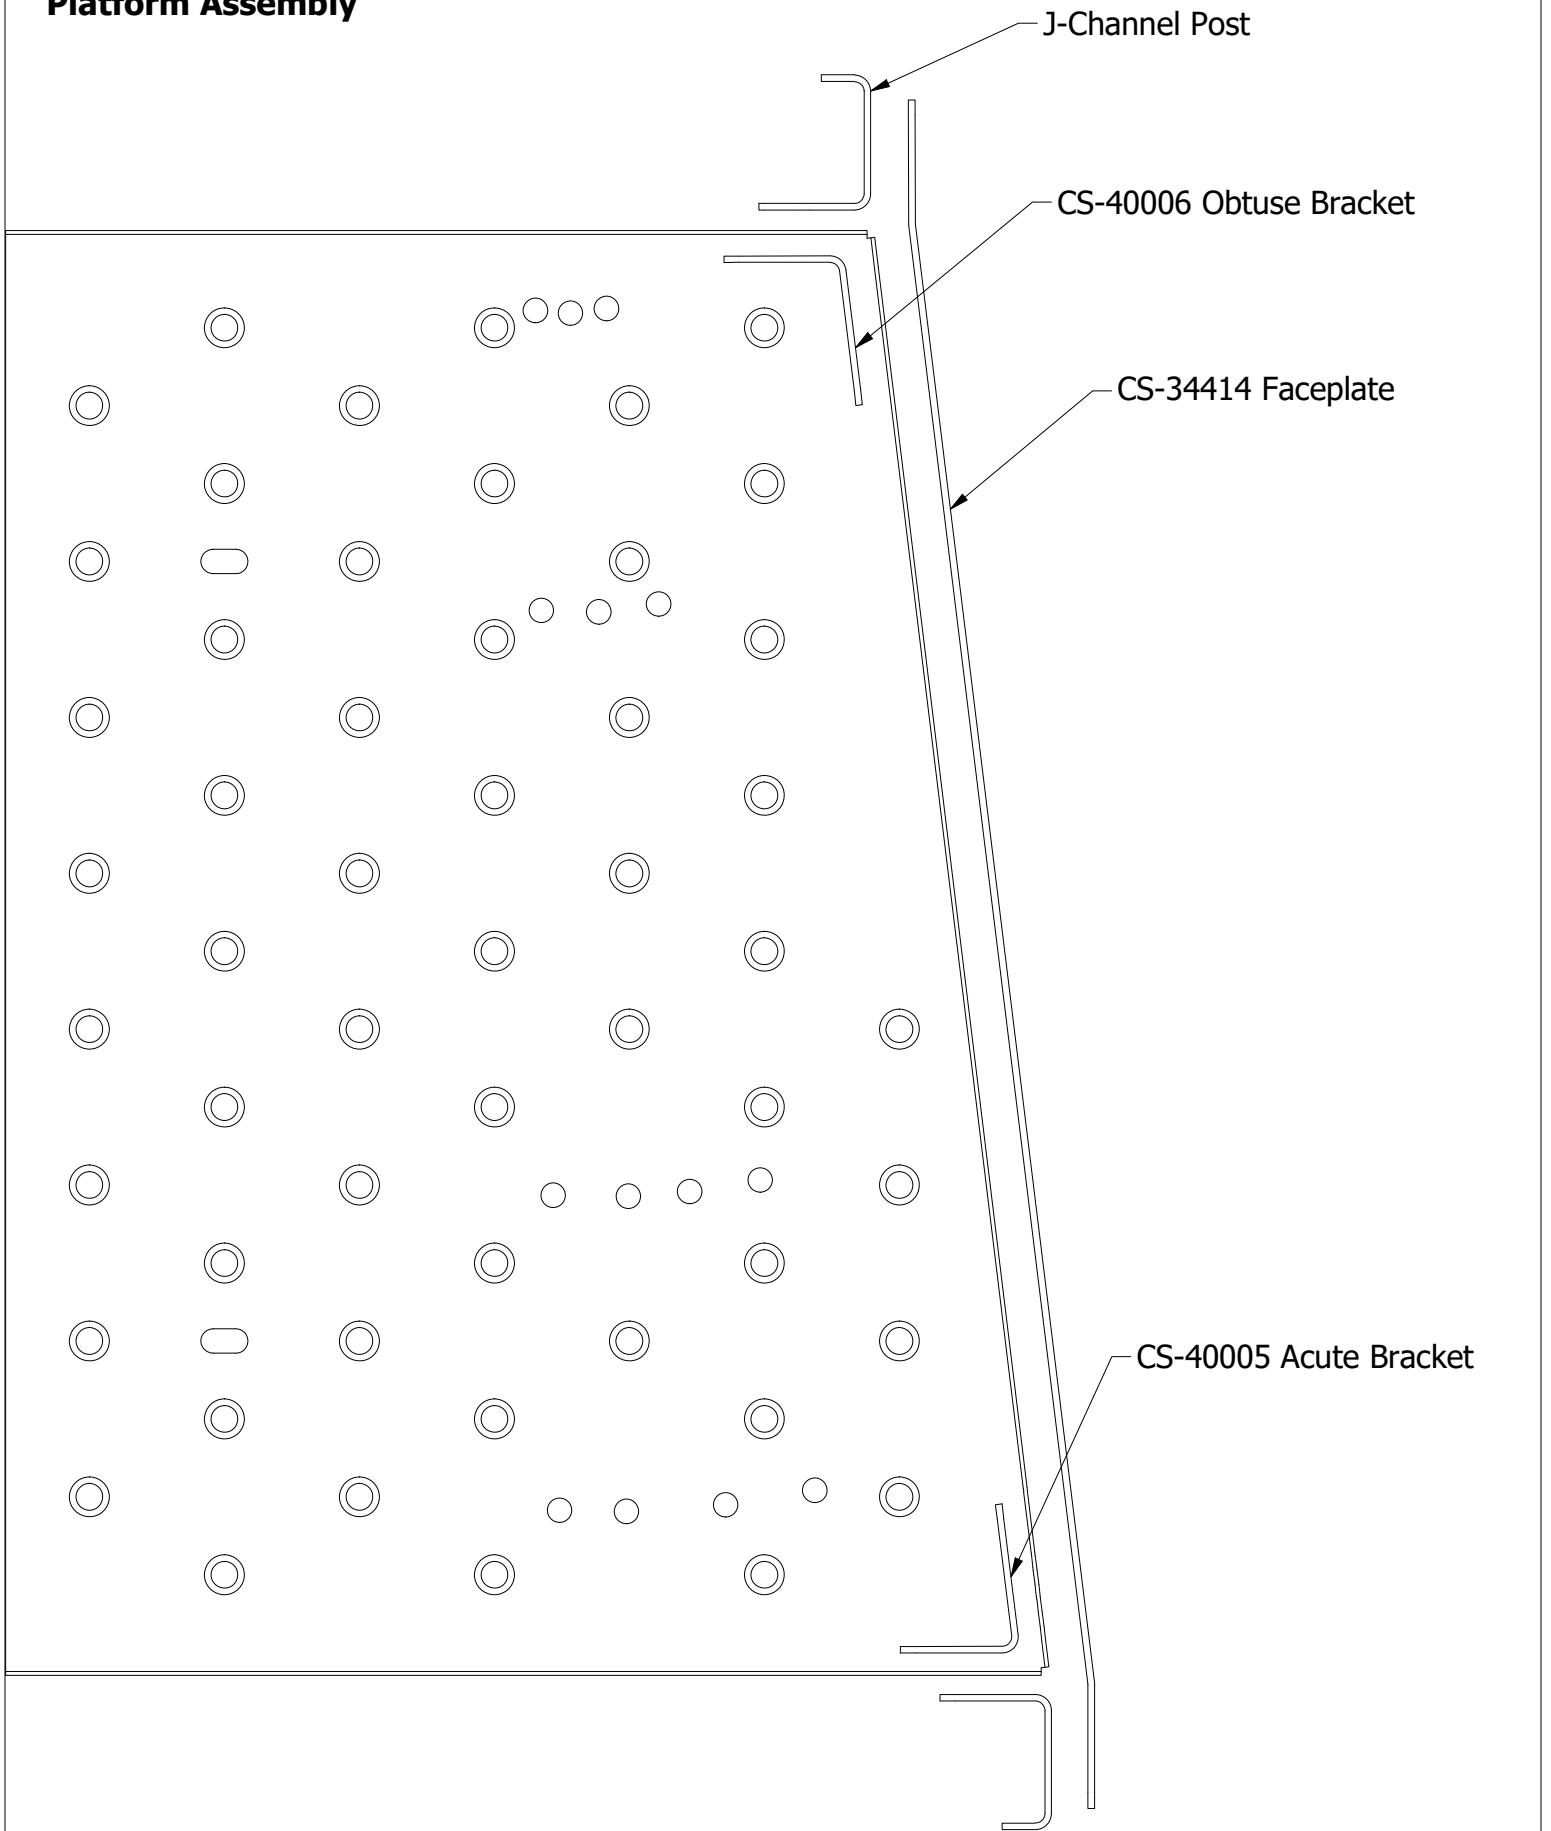 Platform Assembly
J-Channel Post
CS-40006 Obtuse Bracket
CS-34414 Faceplate
CS-40005 Acute Bracket